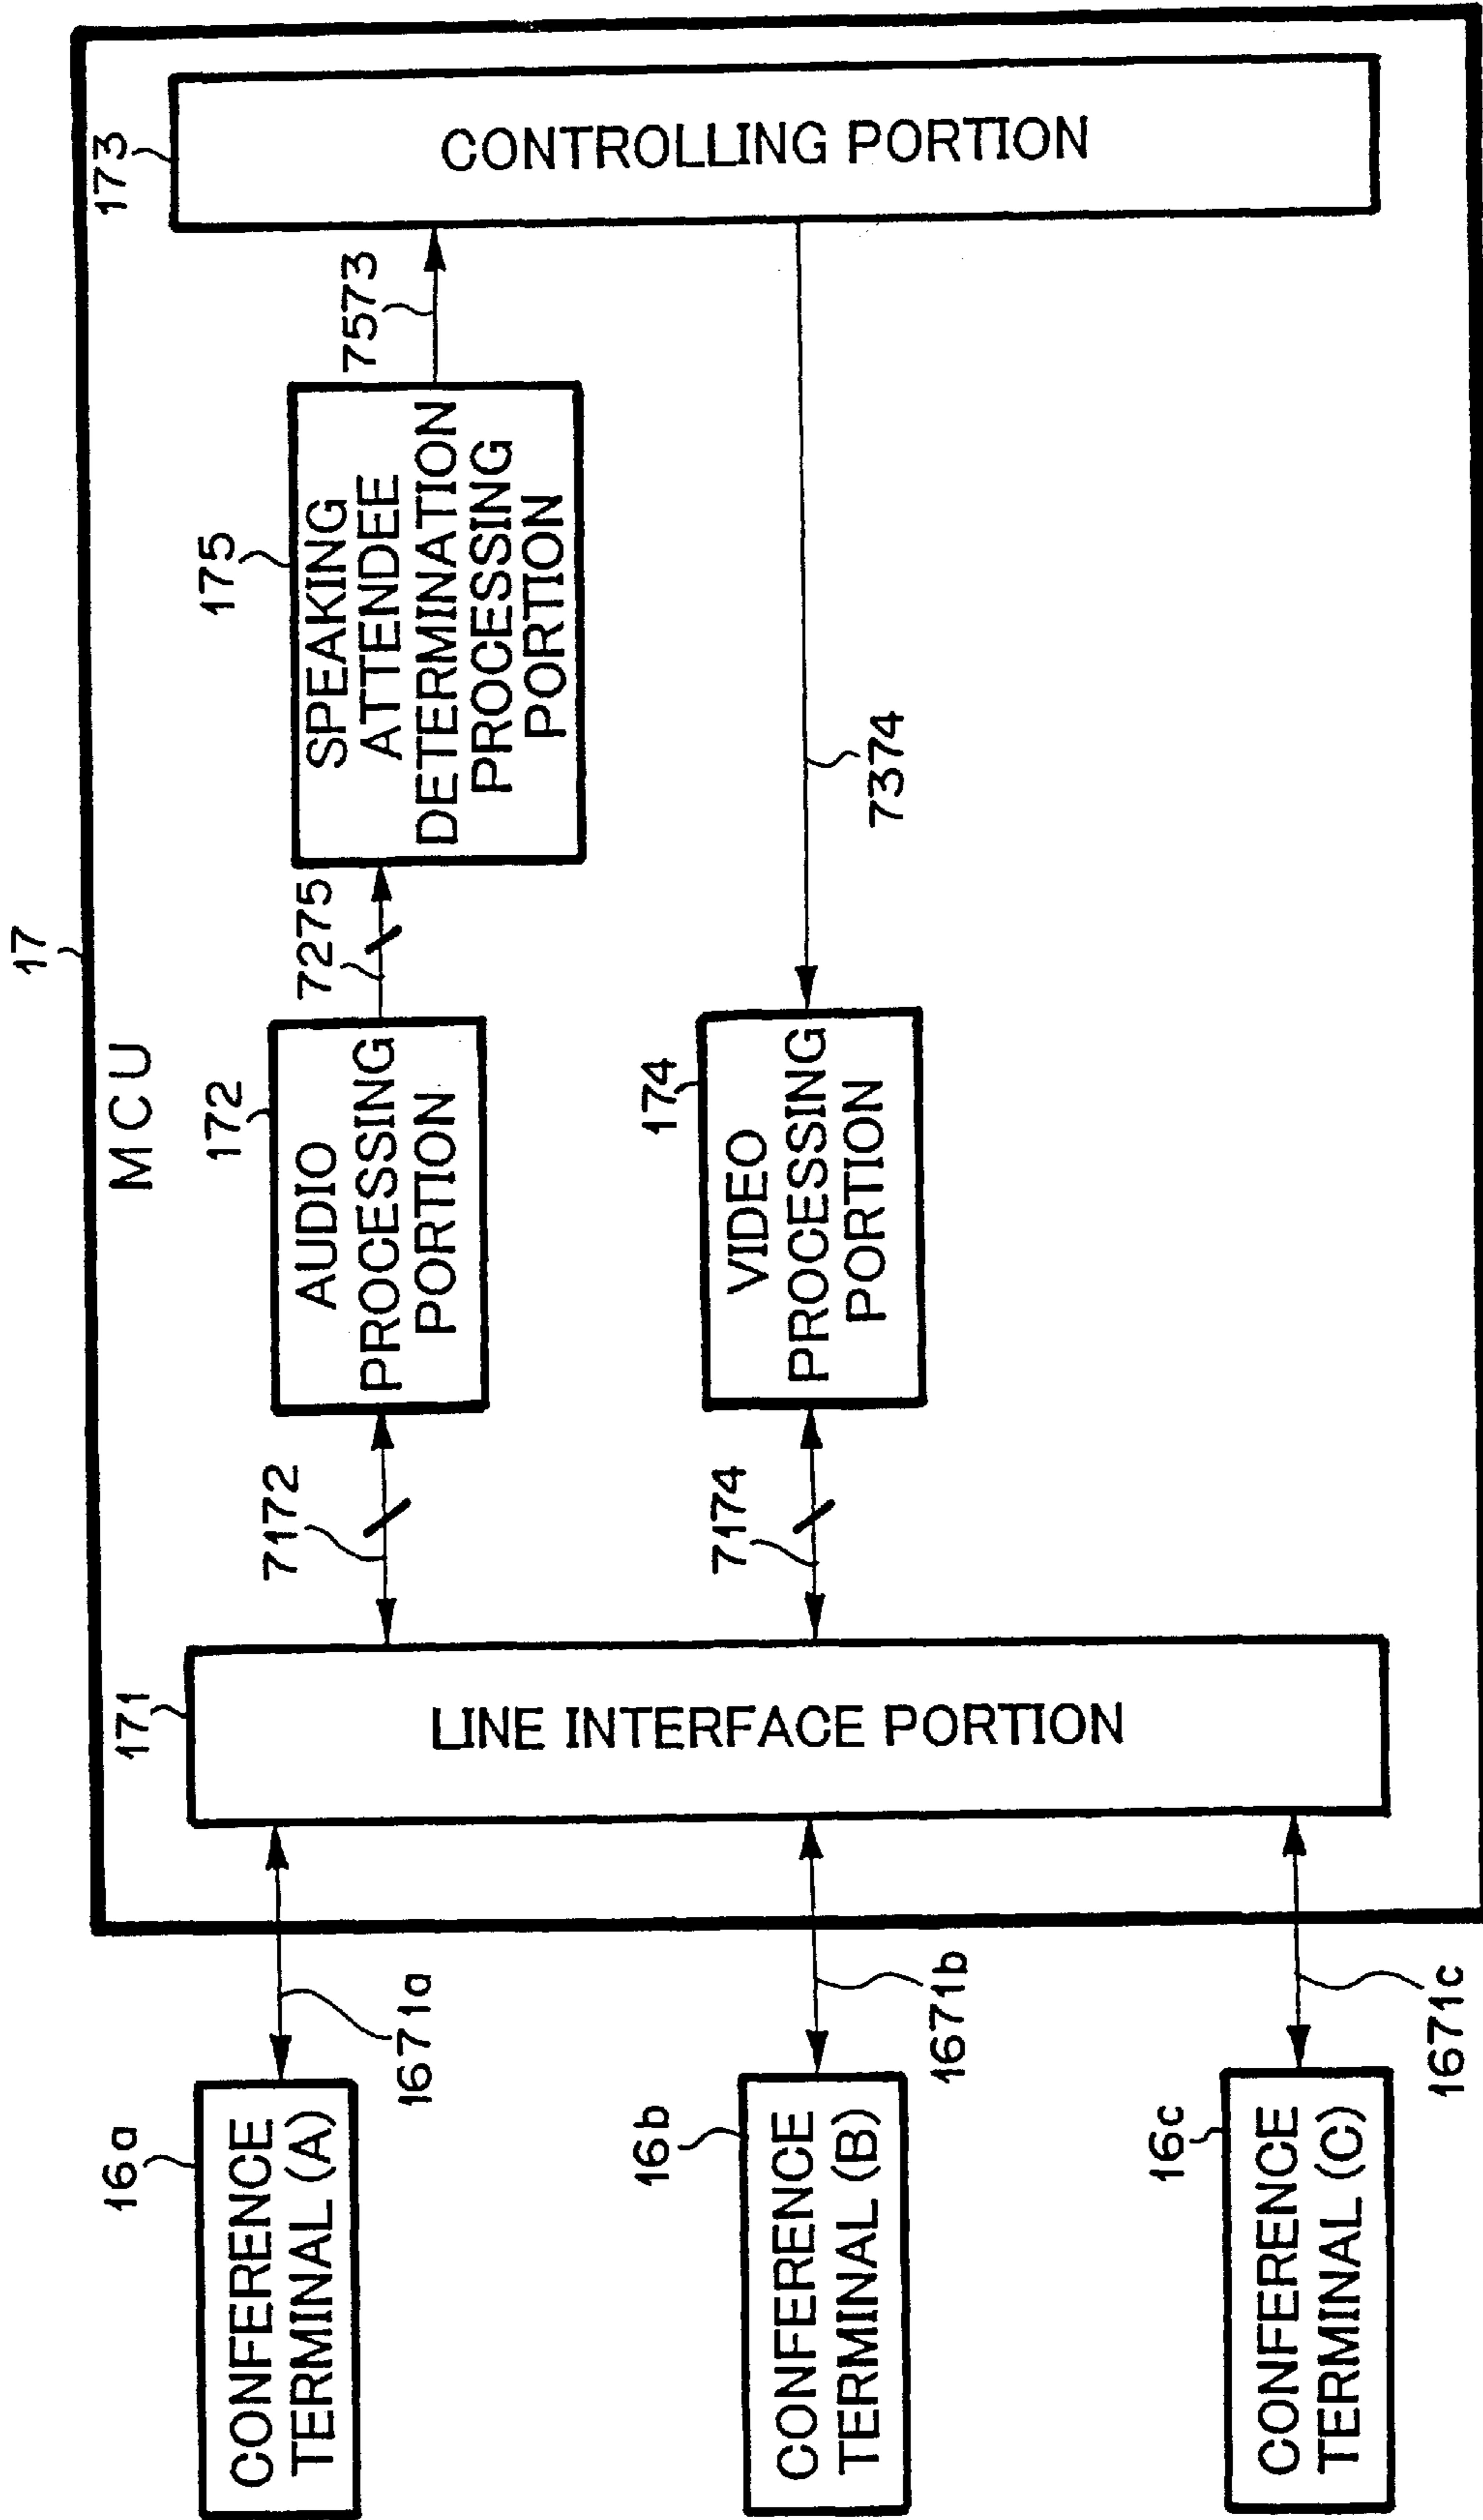 17
MCU
16a
CONFERENCE
TERMINAL (A)
1671a
16b
CONFERENCE
TERMINAL (B)
1671b
16c
CONFERENCE
TERMINAL (C)
1671c
171
LINE INTERFACE PORTION
7172
172
AUDIO
PROCESSING
PORTION
7275
175
SPEAKING
ATTENDEE
DETERMINATION
PROCESSING
PORTION
7573
173
CONTROLLING PORTION
7174
174
VIDEO
PROCESSING
PORTION
7374